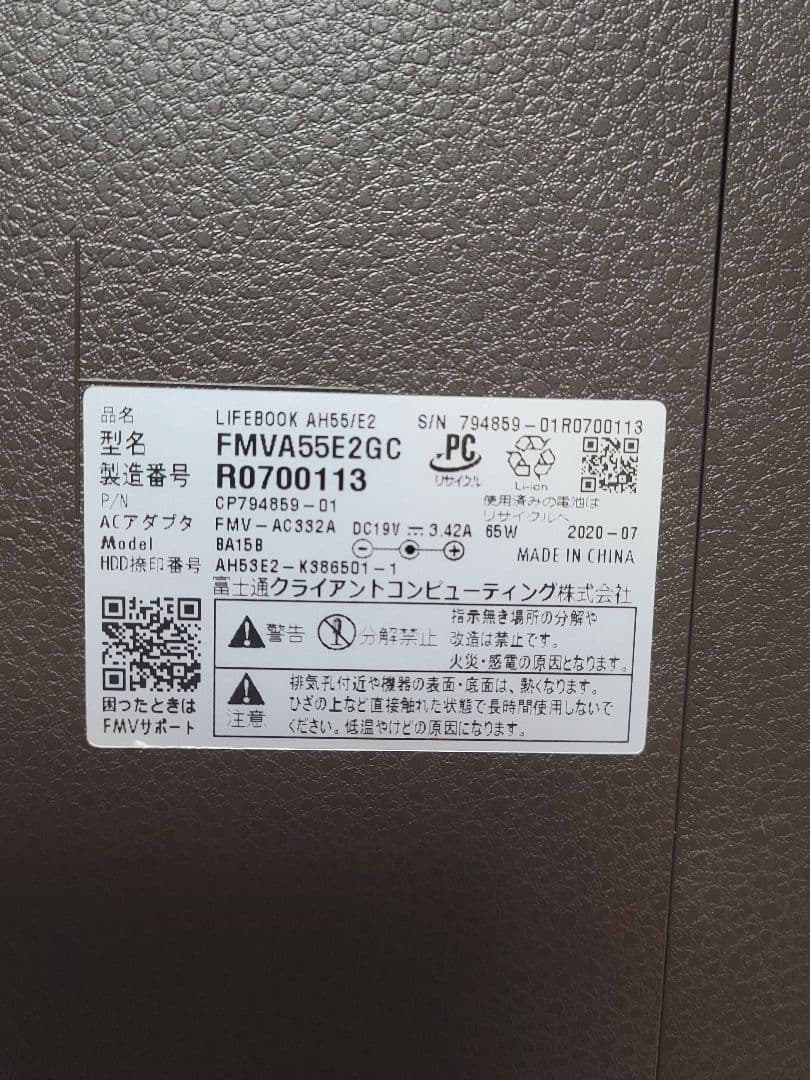 品名 LIFEBOOK AH55/E2 S/N 794859-01R0700113
型名 FMVA55E2GC
製造番号 R0700113
PC
リサイクル
Li-ion
使用済みの電池は
リサイクルへ
P/N CP794859-01
ACアダプタ FMV-AC332A DC19V 3.42A 65W 2020-07
Model BA15B
MADE IN CHINA
HDD捺印番号 AH53E2-K386501-1
富士通クライアントコンピューティング株式会社
警告 分解禁止
指示無き場所の分解や
改造は禁止です。
火災・感電の原因となります。
注意
排気孔付近や機器の表面・底面は、熱くなります。
ひざの上など直接触れた状態で長時間使用しないで
ください。低温やけどの原因になります。
困ったときは
FMVサポート